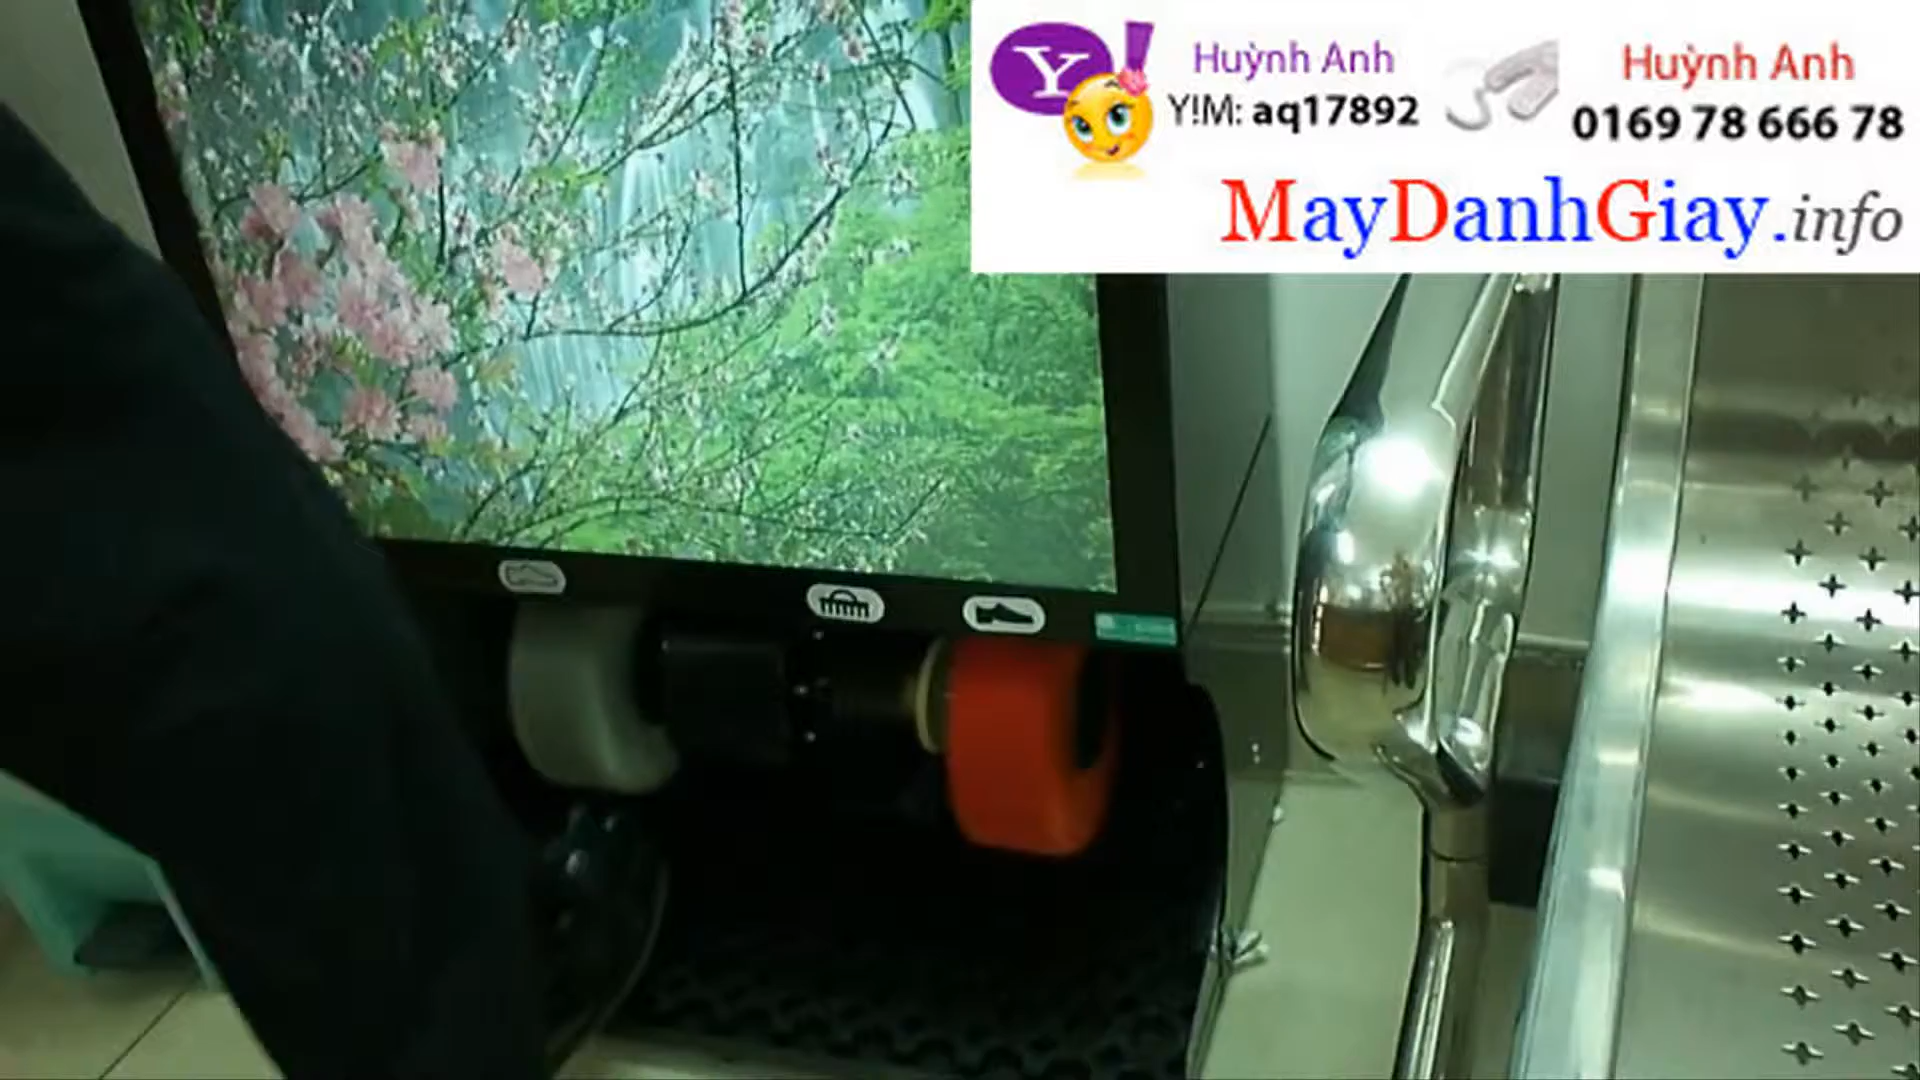 Huỳnh Anh
Y!M: aq17892
Huỳnh Anh
0169 78 666 78
MayDanhGiay.info